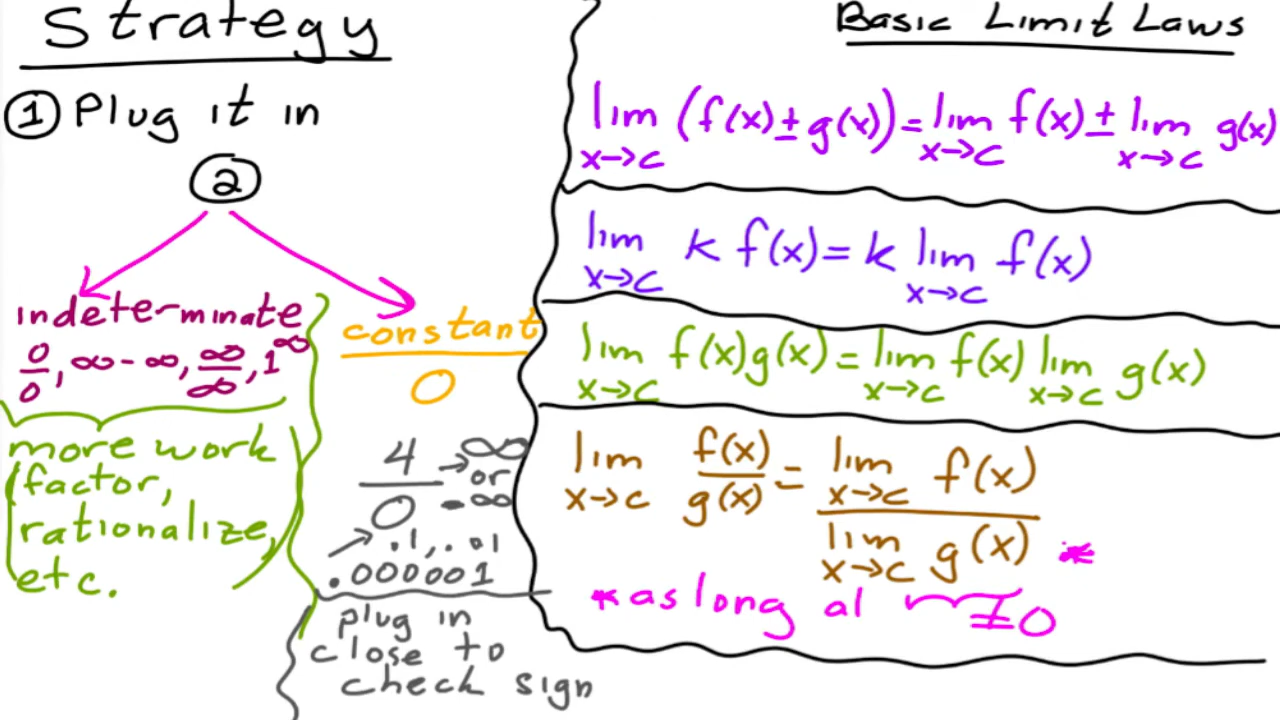 Strategy
① Plug it in
②
indeterminate
0/0, ∞ - ∞, ∞/∞, 1^∞
more work
(factor,
rationalize,
etc.)
constant
0
4/0 → ∞
or
-∞
.1, .01
.000001
plug in
close to
check sign
Basic Limit Laws
lim x→c (f(x) ± g(x)) = lim x→c f(x) ± lim x→c g(x)
lim x→c k f(x) = k lim x→c f(x)
lim x→c f(x)g(x) = lim x→c f(x) lim x→c g(x)
lim x→c f(x)/g(x) = lim x→c f(x) / lim x→c g(x) *
* as long al ≠ 0